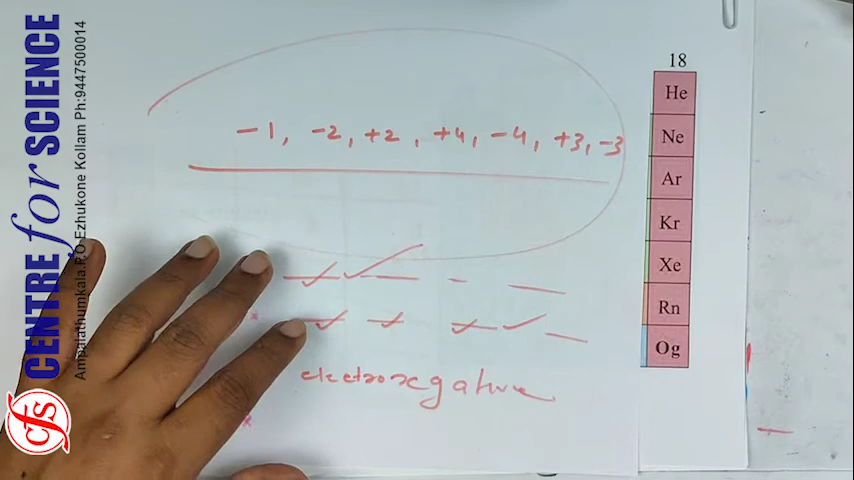 CENTRE for SCIENCE
Ampalathumkala.P.O Ezhukone Kollam Ph:9447500014
cfs
-1, -2, +2, +4, -4, +3, -3
electronegative
18
He
Ne
Ar
Kr
Xe
Rn
Og